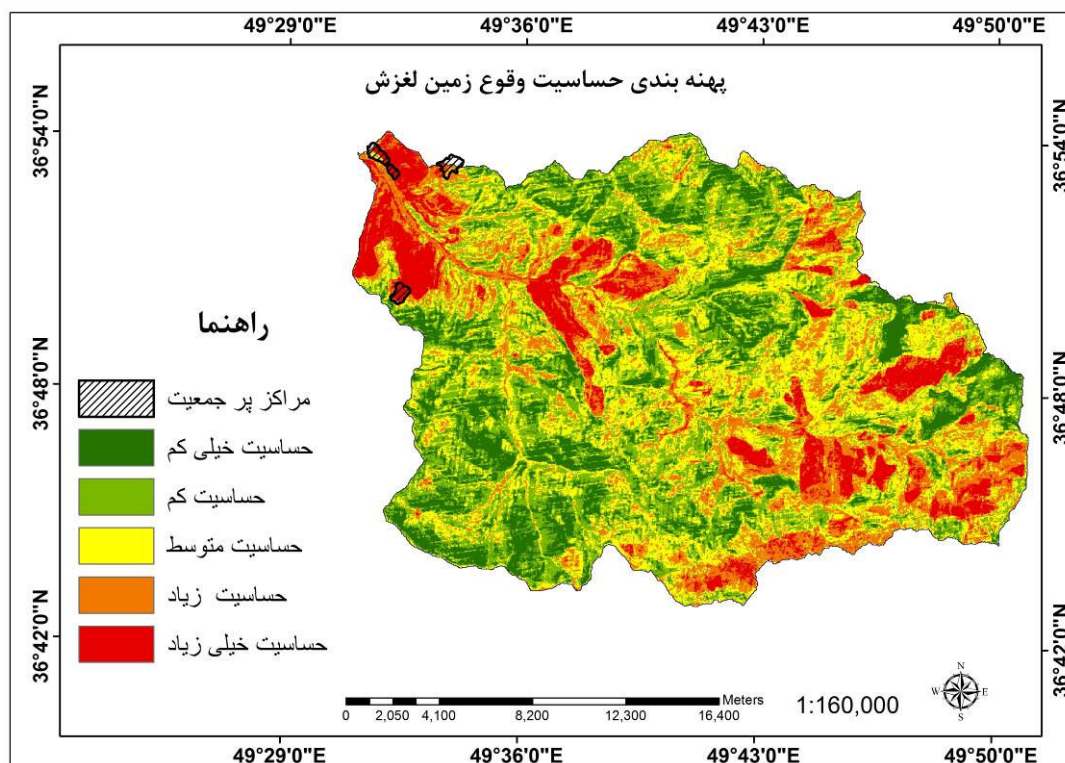 49°29'0"E 49°36'0"E 49°43'0"E 49°50'0"E
پهنه بندی حساسیت وقوع زمین لغزش
36°54'0"N
36°54'0"N
راهنما
مراکز پر جمعیت
حساسیت خیلی کم
حساسیت کم
حساسیت متوسط
حساسیت زیاد
حساسیت خیلی زیاد
36°48'0"N
36°48'0"N
36°42'0"N
36°42'0"N
Meters
0 2,050 4,100 8,200 12,300 16,400
1:160,000
N
W E
S
49°29'0"E 49°36'0"E 49°43'0"E 49°50'0"E